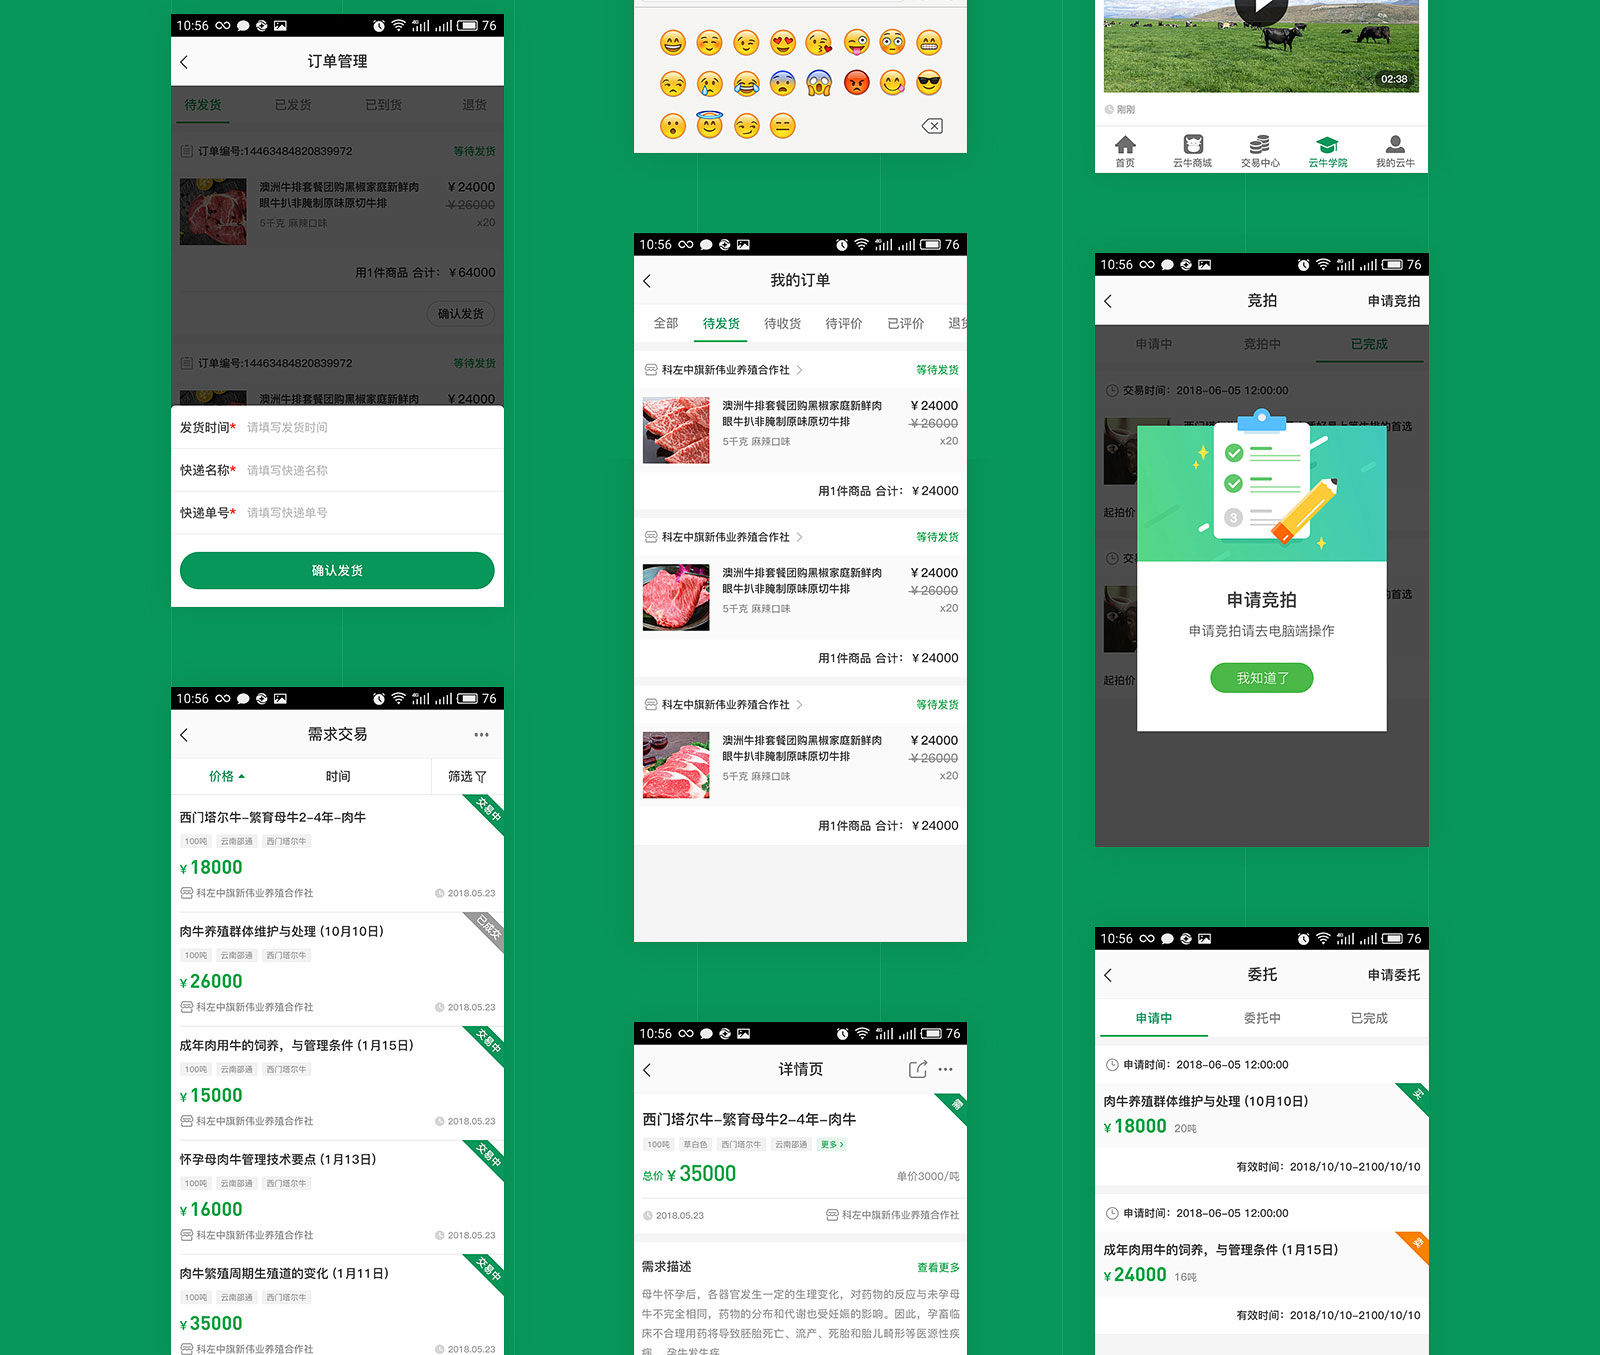 10:56
76
订单管理
待发货
已发货
已到货
退货
订单编号:14463484820839972
等待发货
澳洲牛排套餐团购黑椒家庭新鲜肉
眼牛扒非腌制原味原切牛排
5千克 麻辣口味
¥24000
¥26000
x20
用1件商品 合计: ¥64000
确认发货
订单编号:14463484820839972
等待发货
澳洲牛排套餐团购黑椒家庭新鲜肉
¥24000
发货时间* 请填写发货时间
快递名称* 请填写快递名称
快递单号* 请填写快递单号
确认发货
10:56
76
需求交易
价格
时间
筛选
西门塔尔牛-繁育母牛2-4年-肉牛
交易中
100吨 云南邵通 西门塔尔牛
¥18000
科左中旗新伟业养殖合作社
2018.05.23
肉牛养殖群体维护与处理 (10月10日)
已成交
100吨 云南邵通 西门塔尔牛
¥26000
科左中旗新伟业养殖合作社
2018.05.23
成年肉用牛的饲养,与管理条件 (1月15日)
交易中
100吨 云南邵通 西门塔尔牛
¥15000
科左中旗新伟业养殖合作社
2018.05.23
怀孕母肉牛管理技术要点 (1月13日)
交易中
100吨 云南邵通 西门塔尔牛
¥16000
科左中旗新伟业养殖合作社
2018.05.23
肉牛繁殖周期生殖道的变化 (1月11日)
交易中
100吨 云南邵通 西门塔尔牛
¥35000
科左中旗新伟业养殖合作社
2018.05.23
10:56
76
我的订单
全部
待发货
待收货
待评价
已评价
退货
科左中旗新伟业养殖合作社
等待发货
澳洲牛排套餐团购黑椒家庭新鲜肉
眼牛扒非腌制原味原切牛排
5千克 麻辣口味
¥24000
¥26000
x20
用1件商品 合计: ¥24000
科左中旗新伟业养殖合作社
等待发货
澳洲牛排套餐团购黑椒家庭新鲜肉
眼牛扒非腌制原味原切牛排
5千克 麻辣口味
¥24000
¥26000
x20
用1件商品 合计: ¥24000
科左中旗新伟业养殖合作社
等待发货
澳洲牛排套餐团购黑椒家庭新鲜肉
眼牛扒非腌制原味原切牛排
5千克 麻辣口味
¥24000
¥26000
x20
用1件商品 合计: ¥24000
10:56
76
详情页
西门塔尔牛-繁育母牛2-4年-肉牛
需
100吨 草白色 西门塔尔牛 云南邵通 更多 >
总价 ¥35000
单价3000/吨
2018.05.23
科左中旗新伟业养殖合作社
需求描述
查看更多
母牛怀孕后,各器官发生一定的生理变化,对药物的反应与未孕母
牛不完全相同,药物的分布和代谢也受妊娠的影响。因此,孕畜临
床不合理用药将导致胚胎死亡、流产、死胎和胎儿畸形等医源性疾
病。孕牛发生疾
02:38
刚刚
首页
云牛商城
交易中心
云牛学院
我的云牛
10:56
76
竞拍
申请竞拍
申请中
竞拍中
已完成
交易时间: 2018-06-05 12:00:00
的首选
起拍价
交易
3
申请竞拍
申请竞拍请去电脑端操作
我知道了
的首选
起拍价
10:56
76
委托
申请委托
申请中
委托中
已完成
申请时间: 2018-06-05 12:00:00
肉牛养殖群体维护与处理 (10月10日)
买
¥18000 20吨
有效时间: 2018/10/10-2100/10/10
申请时间: 2018-06-05 12:00:00
成年肉用牛的饲养,与管理条件 (1月15日)
卖
¥24000 16吨
有效时间: 2018/10/10-2100/10/10